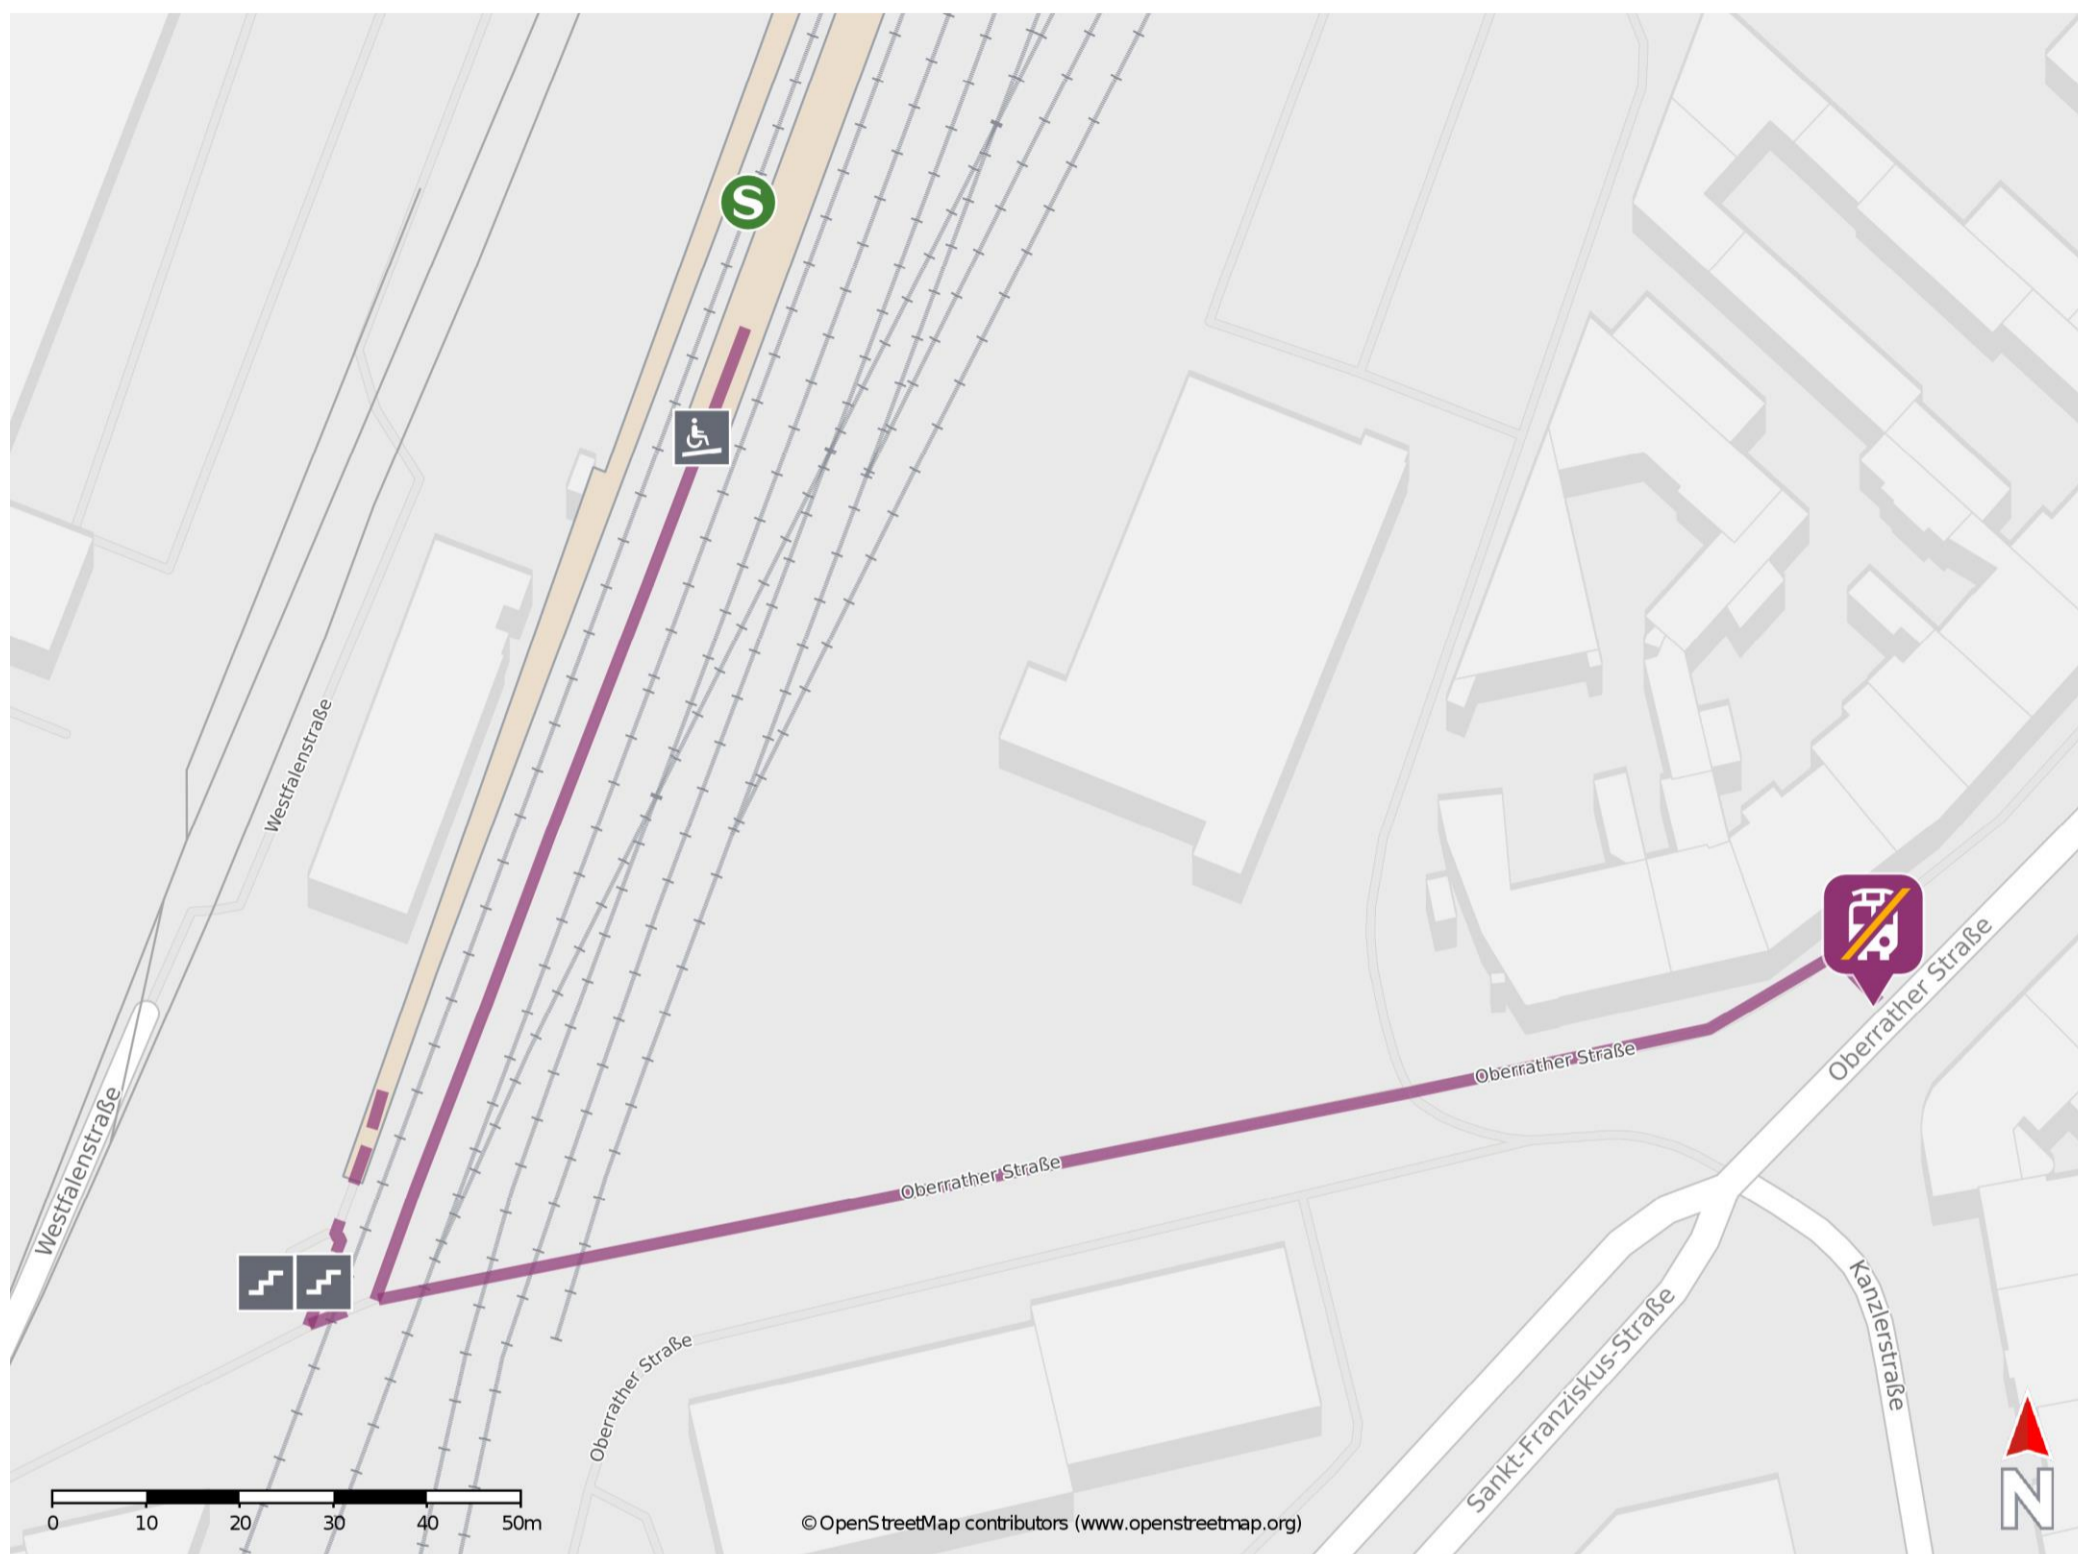 S
Westfalenstraße
Oberrather Straße
Westfalenstraße
Oberrather Straße
Oberrather Straße
Kanzlerstraße
Sankt-Franziskus-Straße
Oberrather Straße
N
0 10 20 30 40 50m
© OpenStreetMap contributors (www.openstreetmap.org)